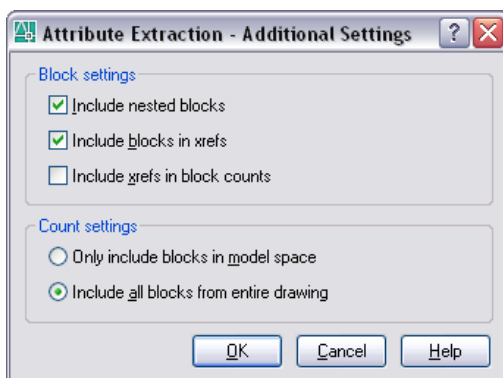 Attribute Extraction - Additional Settings
Block settings
Include nested blocks
Include blocks in xrefs
Include xrefs in block counts
Count settings
Only include blocks in model space
Include all blocks from entire drawing
OK Cancel Help